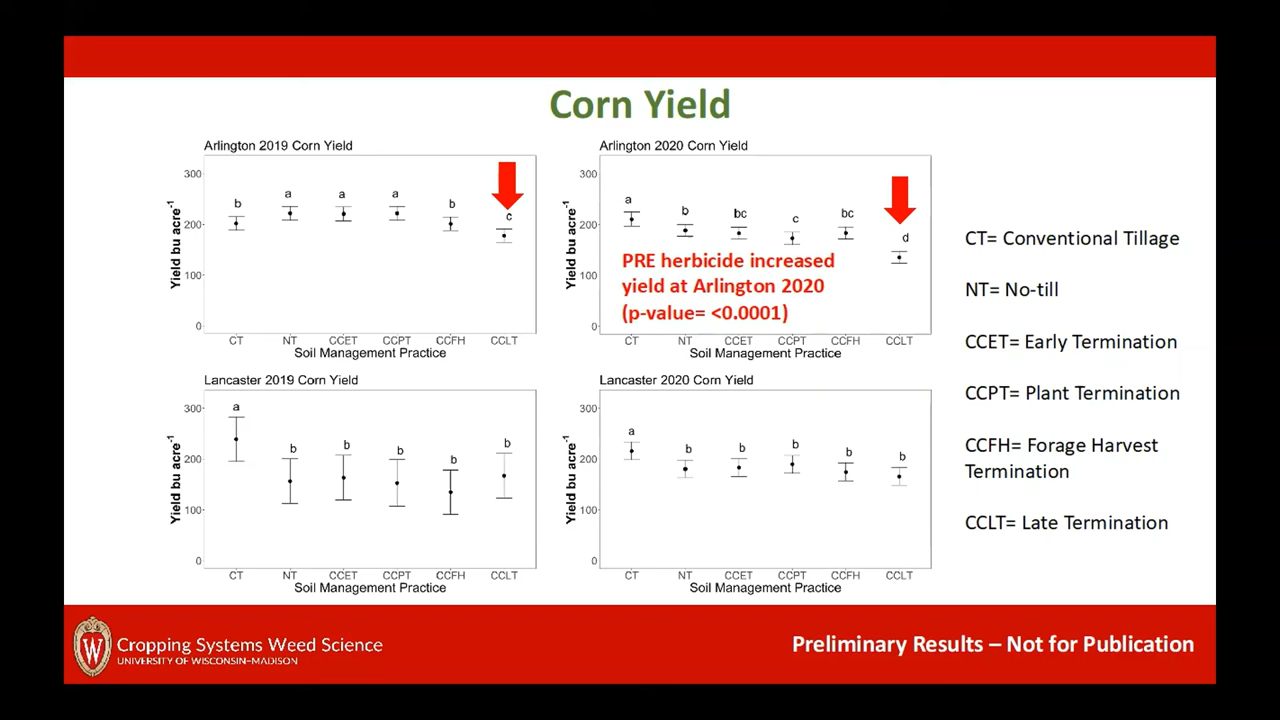 Corn Yield
Arlington 2019 Corn Yield
Yield bu acre⁻¹
300
200
100
0
b
a
a
a
b
c
CT NT CCET CCPT CCFH CCLT
Soil Management Practice
Arlington 2020 Corn Yield
Yield bu acre⁻¹
300
200
100
0
a
b
bc
c
bc
d
PRE herbicide increased
yield at Arlington 2020
(p-value= <0.0001)
CT NT CCET CCPT CCFH CCLT
Soil Management Practice
Lancaster 2019 Corn Yield
Yield bu acre⁻¹
300
200
100
0
a
b
b
b
b
b
CT NT CCET CCPT CCFH CCLT
Soil Management Practice
Lancaster 2020 Corn Yield
Yield bu acre⁻¹
300
200
100
0
a
b
b
b
b
b
CT NT CCET CCPT CCFH CCLT
Soil Management Practice
CT= Conventional Tillage
NT= No-till
CCET= Early Termination
CCPT= Plant Termination
CCFH= Forage Harvest
Termination
CCLT= Late Termination
W
Cropping Systems Weed Science
UNIVERSITY OF WISCONSIN-MADISON
Preliminary Results – Not for Publication